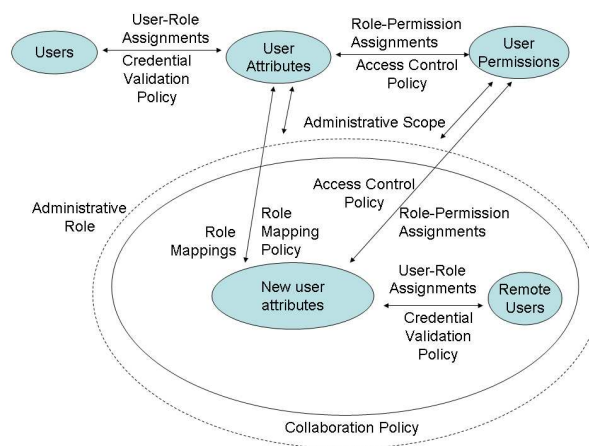 Users
User-Role
Assignments
Credential
Validation
Policy
User
Attributes
Role-Permission
Assignments
Access Control
Policy
User
Permissions
Administrative Scope
Administrative
Role
Access Control
Policy
Role-Permission
Assignments
Role
Mappings
Role
Mapping
Policy
New user
attributes
User-Role
Assignments
Credential
Validation
Policy
Remote
Users
Collaboration Policy